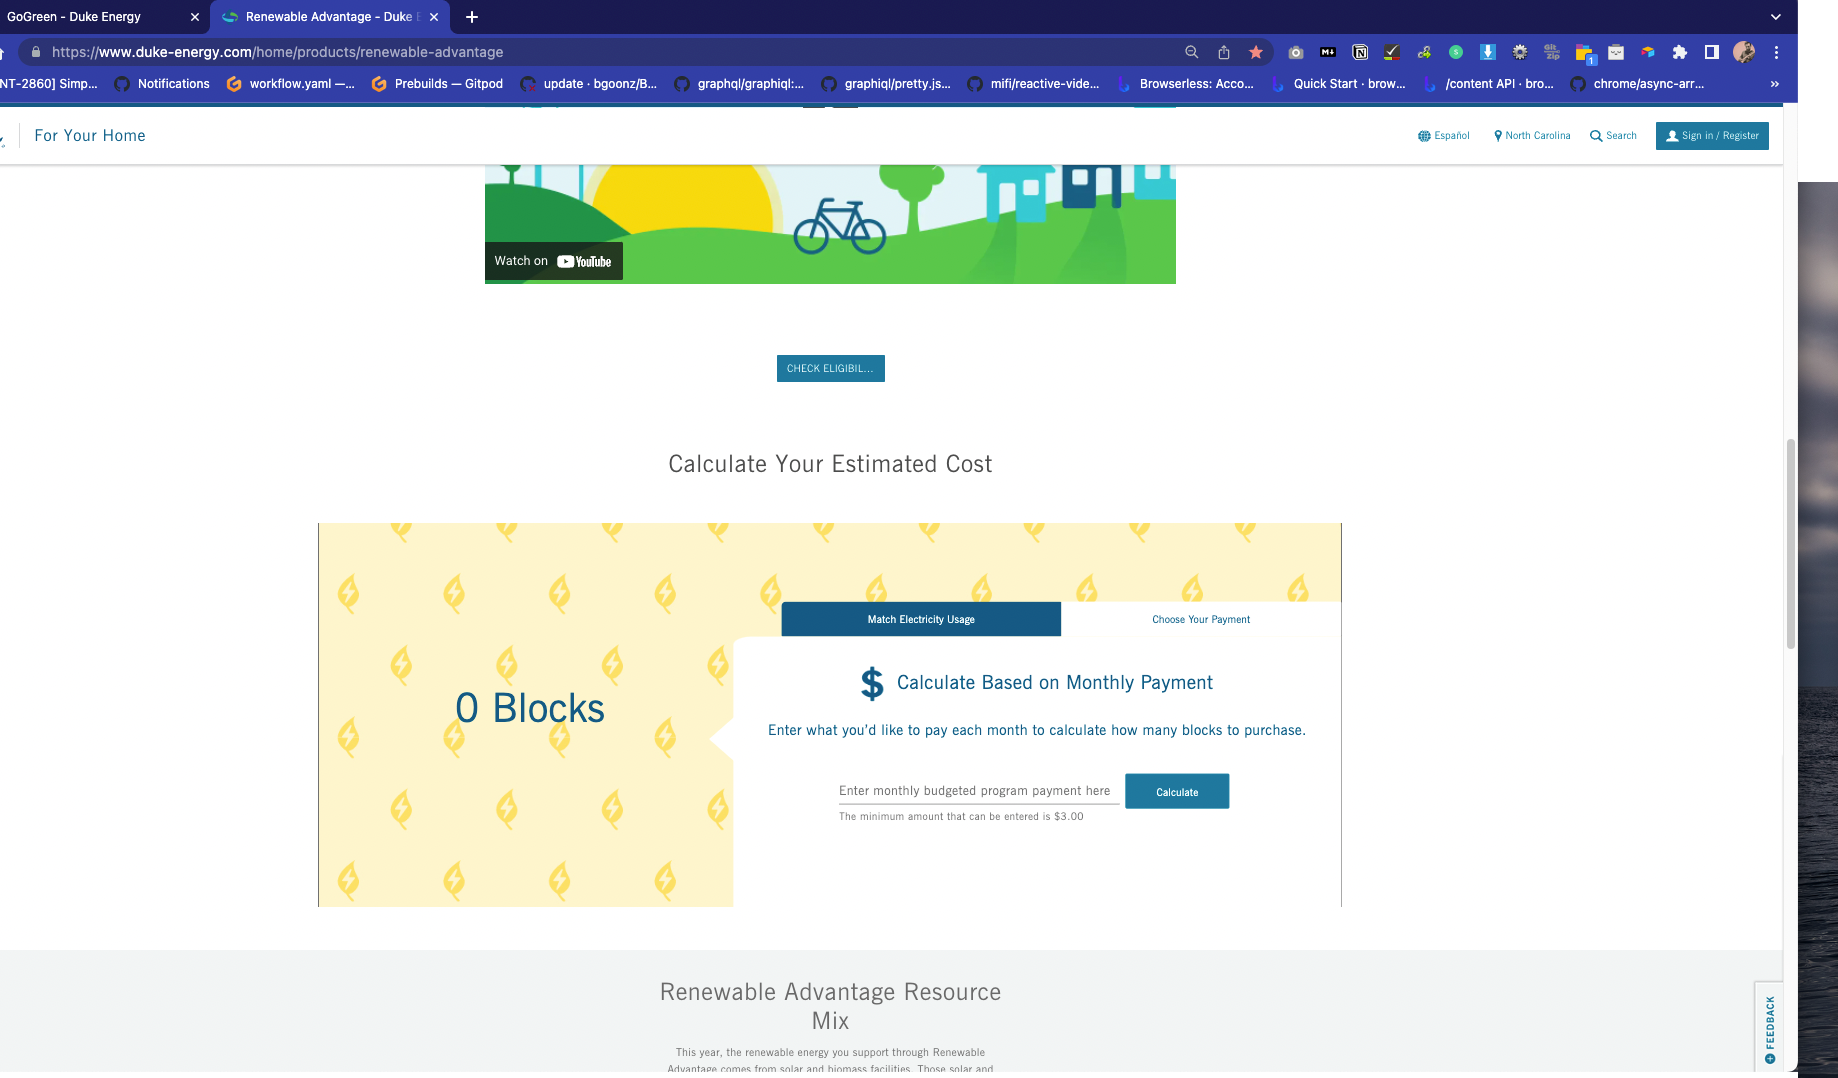 GoGreen - Duke Energy
Renewable Advantage - Duke E
https://www.duke-energy.com/home/products/renewable-advantage
M
Git
Zip
1
NT-2860] Simp...
Notifications
workflow.yaml —...
Prebuilds — Gitpod
update · bgoonz/B...
graphql/graphiql:...
graphiql/pretty.js...
mifi/reactive-vide...
Browserless: Acco...
Quick Start · brow...
/content API · bro...
chrome/async-arr...
»
For Your Home
Español
North Carolina
Search
Sign in / Register
Watch on YouTube
CHECK ELIGIBIL...
Calculate Your Estimated Cost
Match Electricity Usage
Choose Your Payment
0 Blocks
$ Calculate Based on Monthly Payment
Enter what you'd like to pay each month to calculate how many blocks to purchase.
Enter monthly budgeted program payment here
Calculate
The minimum amount that can be entered is $3.00
Renewable Advantage Resource
Mix
This year, the renewable energy you support through Renewable
Advantage comes from solar and biomass facilities. Those solar and
FEEDBACK